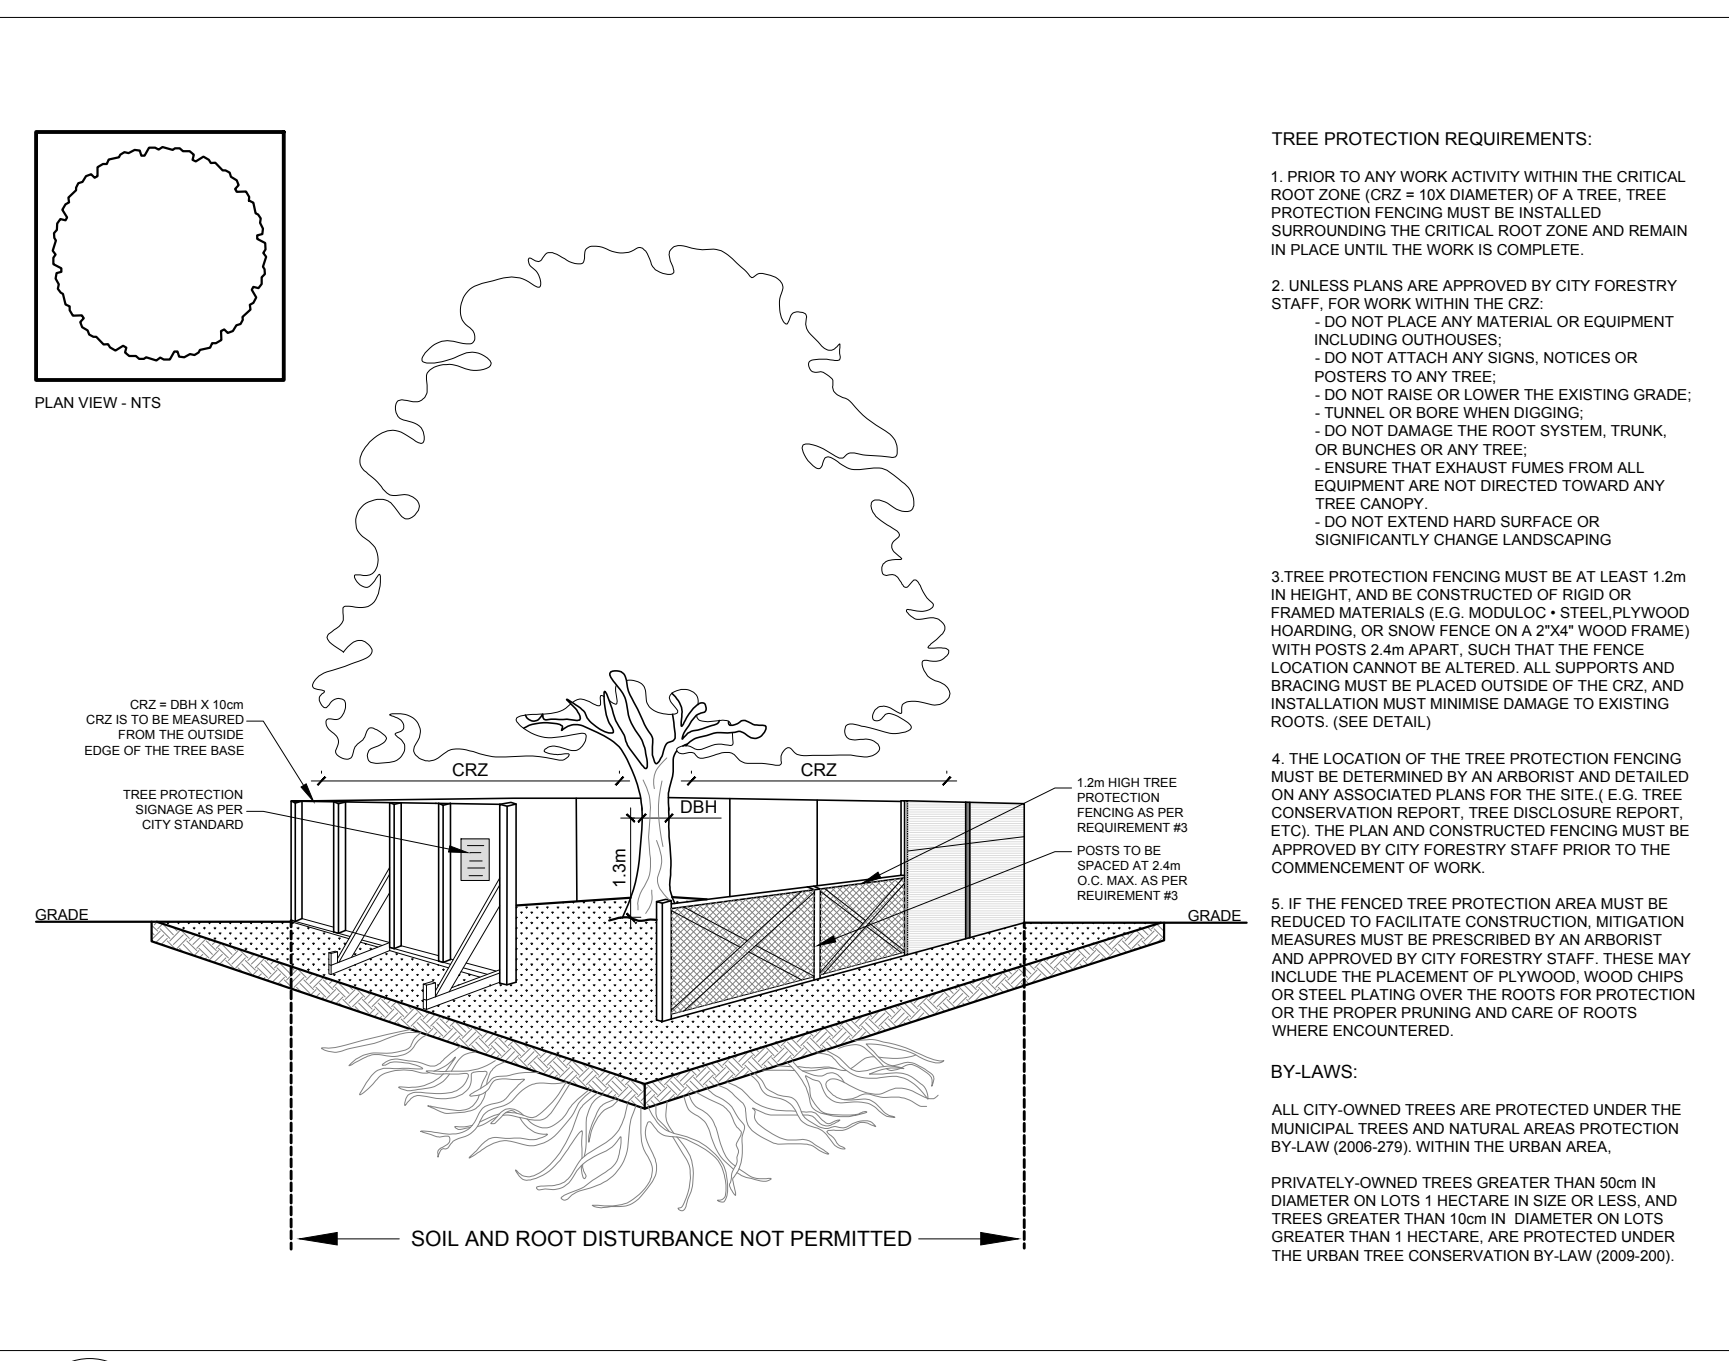 PLAN VIEW - NTS
CRZ = DBH X 10cm
CRZ IS TO BE MEASURED
FROM THE OUTSIDE
EDGE OF THE TREE BASE
TREE PROTECTION
SIGNAGE AS PER
CITY STANDARD
CRZ
CRZ
DBH
1.3m
1.2m HIGH TREE
PROTECTION
FENCING AS PER
REQUIREMENT #3
POSTS TO BE
SPACED AT 2.4m
O.C. MAX. AS PER
REUIREMENT #3
GRADE
GRADE
SOIL AND ROOT DISTURBANCE NOT PERMITTED
TREE PROTECTION REQUIREMENTS:
1. PRIOR TO ANY WORK ACTIVITY WITHIN THE CRITICAL
ROOT ZONE (CRZ = 10X DIAMETER) OF A TREE, TREE
PROTECTION FENCING MUST BE INSTALLED
SURROUNDING THE CRITICAL ROOT ZONE AND REMAIN
IN PLACE UNTIL THE WORK IS COMPLETE.
2. UNLESS PLANS ARE APPROVED BY CITY FORESTRY
STAFF, FOR WORK WITHIN THE CRZ:
- DO NOT PLACE ANY MATERIAL OR EQUIPMENT
INCLUDING OUTHOUSES;
- DO NOT ATTACH ANY SIGNS, NOTICES OR
POSTERS TO ANY TREE;
- DO NOT RAISE OR LOWER THE EXISTING GRADE;
- TUNNEL OR BORE WHEN DIGGING;
- DO NOT DAMAGE THE ROOT SYSTEM, TRUNK,
OR BUNCHES OR ANY TREE;
- ENSURE THAT EXHAUST FUMES FROM ALL
EQUIPMENT ARE NOT DIRECTED TOWARD ANY
TREE CANOPY.
- DO NOT EXTEND HARD SURFACE OR
SIGNIFICANTLY CHANGE LANDSCAPING
3.TREE PROTECTION FENCING MUST BE AT LEAST 1.2m
IN HEIGHT, AND BE CONSTRUCTED OF RIGID OR
FRAMED MATERIALS (E.G. MODULOC • STEEL,PLYWOOD
HOARDING, OR SNOW FENCE ON A 2"X4" WOOD FRAME)
WITH POSTS 2.4m APART, SUCH THAT THE FENCE
LOCATION CANNOT BE ALTERED. ALL SUPPORTS AND
BRACING MUST BE PLACED OUTSIDE OF THE CRZ, AND
INSTALLATION MUST MINIMISE DAMAGE TO EXISTING
ROOTS. (SEE DETAIL)
4. THE LOCATION OF THE TREE PROTECTION FENCING
MUST BE DETERMINED BY AN ARBORIST AND DETAILED
ON ANY ASSOCIATED PLANS FOR THE SITE.( E.G. TREE
CONSERVATION REPORT, TREE DISCLOSURE REPORT,
ETC). THE PLAN AND CONSTRUCTED FENCING MUST BE
APPROVED BY CITY FORESTRY STAFF PRIOR TO THE
COMMENCEMENT OF WORK.
5. IF THE FENCED TREE PROTECTION AREA MUST BE
REDUCED TO FACILITATE CONSTRUCTION, MITIGATION
MEASURES MUST BE PRESCRIBED BY AN ARBORIST
AND APPROVED BY CITY FORESTRY STAFF. THESE MAY
INCLUDE THE PLACEMENT OF PLYWOOD, WOOD CHIPS
OR STEEL PLATING OVER THE ROOTS FOR PROTECTION
OR THE PROPER PRUNING AND CARE OF ROOTS
WHERE ENCOUNTERED.
BY-LAWS:
ALL CITY-OWNED TREES ARE PROTECTED UNDER THE
MUNICIPAL TREES AND NATURAL AREAS PROTECTION
BY-LAW (2006-279). WITHIN THE URBAN AREA,
PRIVATELY-OWNED TREES GREATER THAN 50cm IN
DIAMETER ON LOTS 1 HECTARE IN SIZE OR LESS, AND
TREES GREATER THAN 10cm IN DIAMETER ON LOTS
GREATER THAN 1 HECTARE, ARE PROTECTED UNDER
THE URBAN TREE CONSERVATION BY-LAW (2009-200).